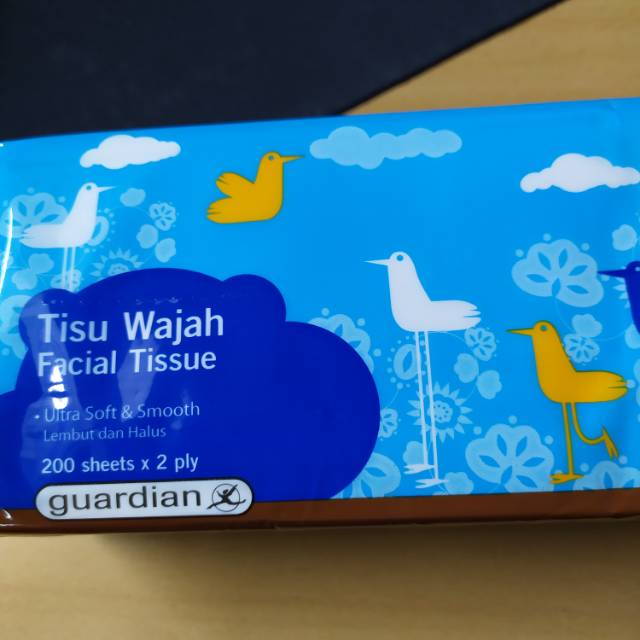 Tisu Wajah
Facial Tissue
• Ultra Soft & Smooth
Lembut dan Halus
200 sheets x 2 ply
guardian